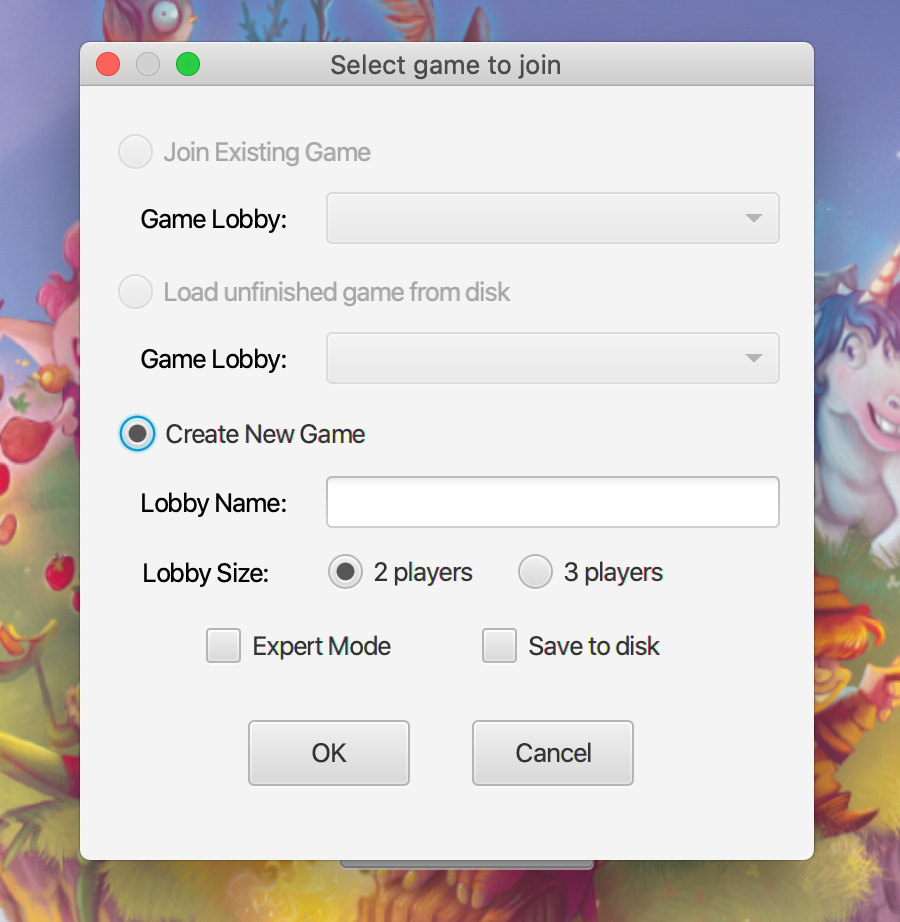 Select game to join
Join Existing Game
Game Lobby:
Load unfinished game from disk
Game Lobby:
Create New Game
Lobby Name:
Lobby Size: 2 players 3 players
Expert Mode Save to disk
OK Cancel